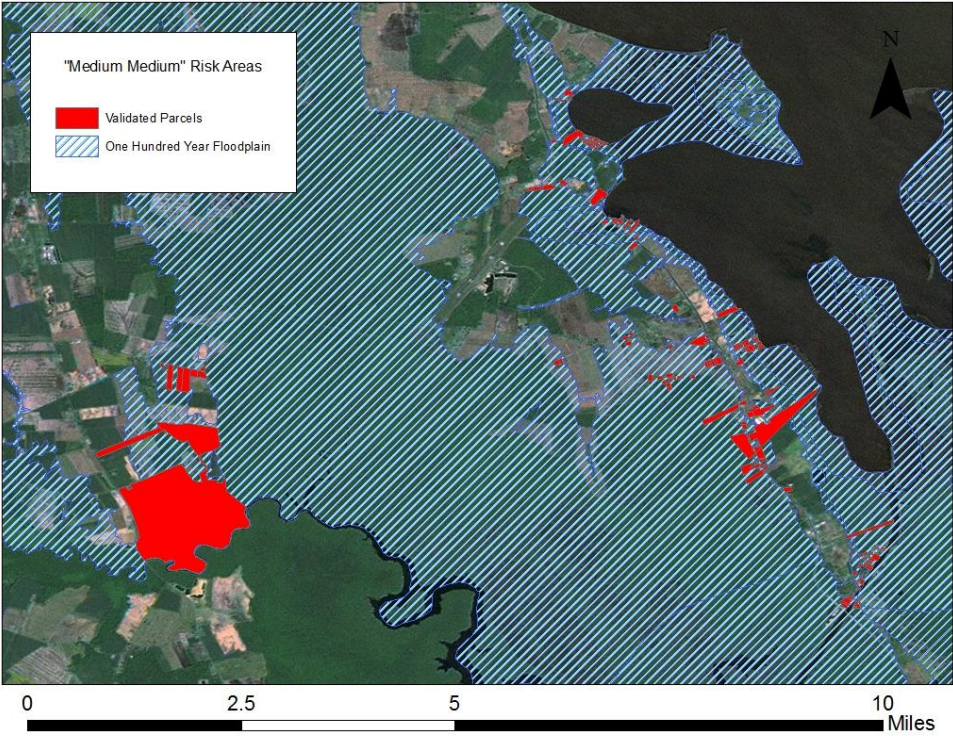 "Medium Medium" Risk Areas
Validated Parcels
One Hundred Year Floodplain
N
0 2.5 5 10
Miles